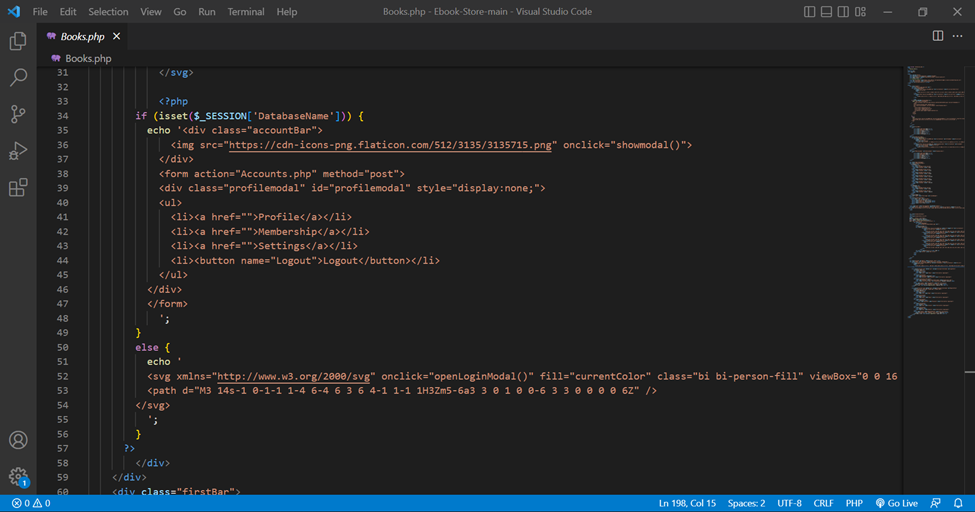 File Edit Selection View Go Run Terminal Help Books.php - Ebook-Store-main - Visual Studio Code
Books.php
Books.php
31 </svg>
32
33 <?php
34 if (isset($_SESSION['DatabaseName'])) {
35 echo '<div class="accountBar">
36 <img src="https://cdn-icons-png.flaticon.com/512/3135/3135715.png" onclick="showmodal()">
37 </div>
38 <form action="Accounts.php" method="post">
39 <div class="profilemodal" id="profilemodal" style="display:none;">
40 <ul>
41 <li><a href="">Profile</a></li>
42 <li><a href="">Membership</a></li>
43 <li><a href="">Settings</a></li>
44 <li><button name="Logout">Logout</button></li>
45 </ul>
46 </div>
47 </form>
48 ';
49 }
50 else {
51 echo '
52 <svg xmlns="http://www.w3.org/2000/svg" onclick="openLoginModal()" fill="currentColor" class="bi bi-person-fill" viewBox="0 0 16
53 <path d="M3 14s-1 0-1-1 1-4 6-4 6 3 6 4-1 1-1 1H3Zm5-6a3 3 0 1 0 0-6 3 3 0 0 0 0 6Z" />
54 </svg>
55 ';
56 }
57 ?>
58 </div>
59 </div>
60 <div class="firstBar">
1
0 0 Ln 198, Col 15 Spaces: 2 UTF-8 CRLF PHP Go Live